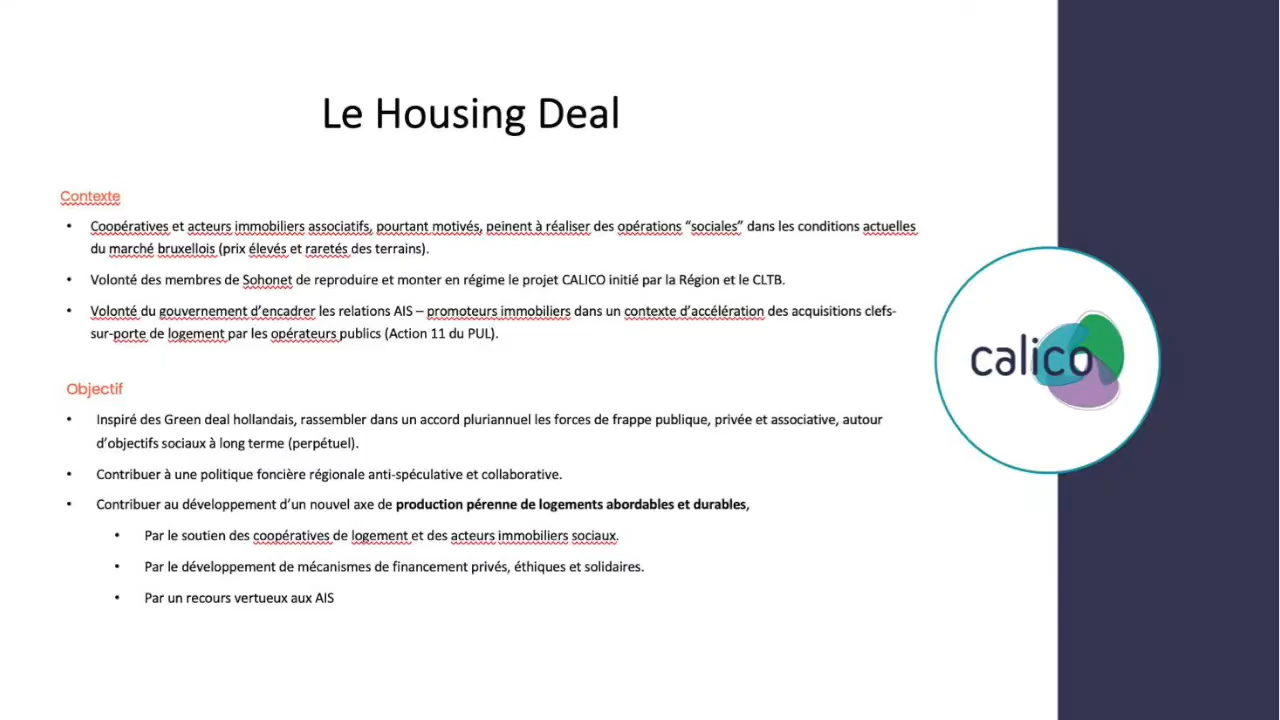 Le Housing Deal
Contexte
• Coopératives et acteurs immobiliers associatifs, pourtant motivés, peinent à réaliser des opérations “sociales” dans les conditions actuelles
du marché bruxellois (prix élevés et raretés des terrains).
• Volonté des membres de Sohonet de reproduire et monter en régime le projet CALICO initié par la Région et le CLTB.
• Volonté du gouvernement d’encadrer les relations AIS – promoteurs immobiliers dans un contexte d’accélération des acquisitions clefs-
sur-porte de logement par les opérateurs publics (Action 11 du PUL).
calico
Objectif
• Inspiré des Green deal hollandais, rassembler dans un accord pluriannuel les forces de frappe publique, privée et associative, autour
d’objectifs sociaux à long terme (perpétuel).
• Contribuer à une politique foncière régionale anti-spéculative et collaborative.
• Contribuer au développement d’un nouvel axe de production pérenne de logements abordables et durables,
• Par le soutien des coopératives de logement et des acteurs immobiliers sociaux.
• Par le développement de mécanismes de financement privés, éthiques et solidaires.
• Par un recours vertueux aux AIS